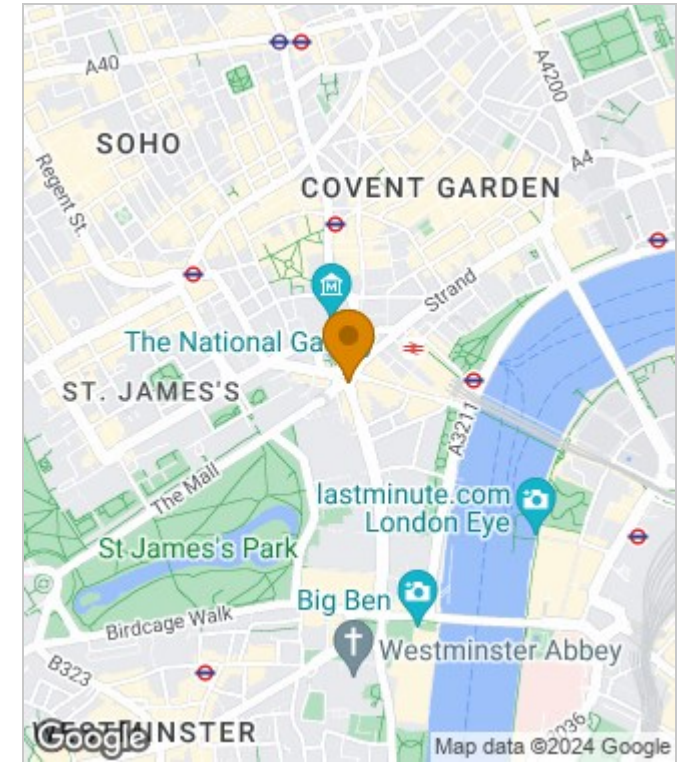 A40
A4200
SOHO
A4
Regent St.
COVENT GARDEN
Strand
The National Ga
ST. JAMES'S
A3211
The Mall
lastminute.com
London Eye
St James's Park
Big Ben
Birdcage Walk
Westminster Abbey
B323
WESTMINSTER
Google
Map data ©2024 Google